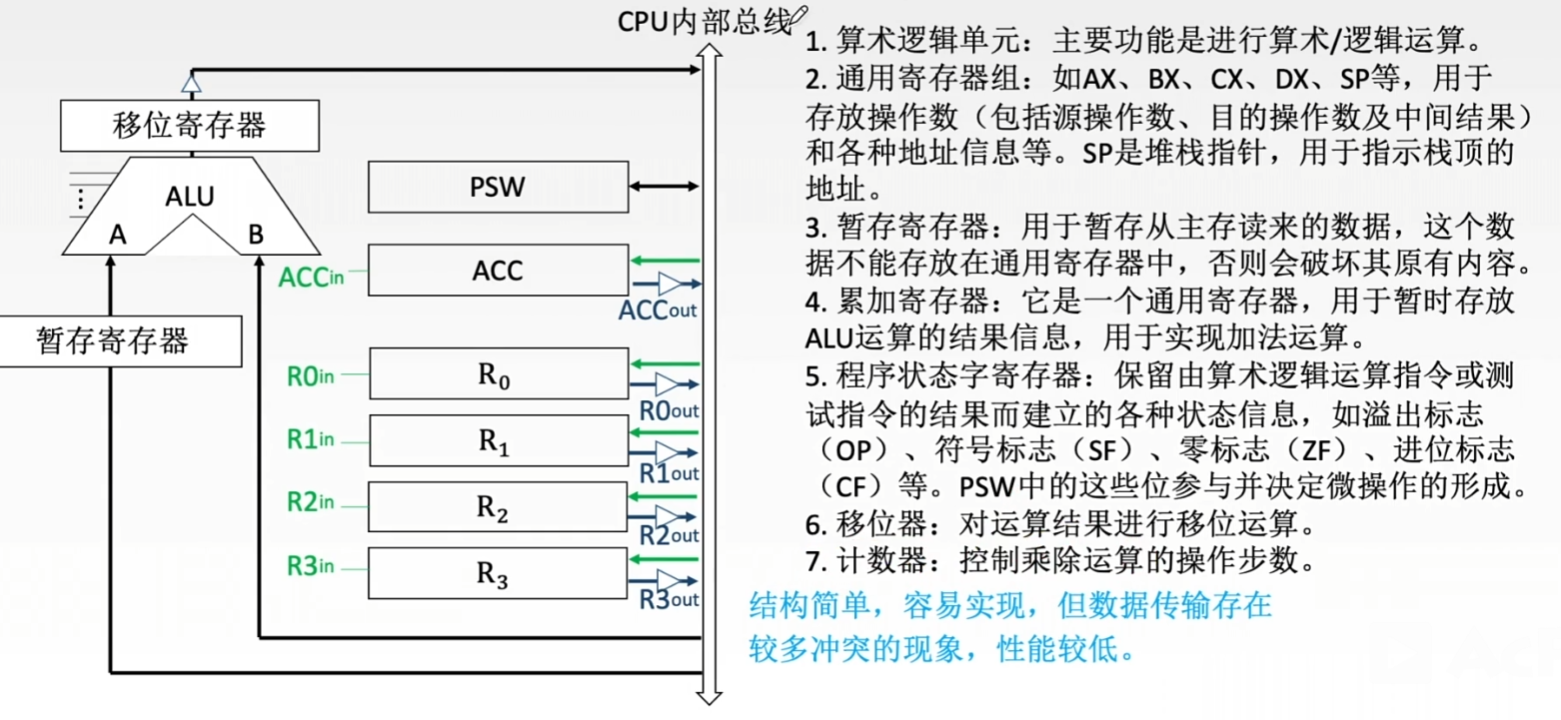 CPU内部总线
移位寄存器
ALU
A
B
暂存寄存器
PSW
ACCin
ACC
ACCout
R0in
R0
R0out
R1in
R1
R1out
R2in
R2
R2out
R3in
R3
R3out
1. 算术逻辑单元：主要功能是进行算术/逻辑运算。
2. 通用寄存器组：如AX、BX、CX、DX、SP等，用于
存放操作数（包括源操作数、目的操作数及中间结果）
和各种地址信息等。SP是堆栈指针，用于指示栈顶的
地址。
3. 暂存寄存器：用于暂存从主存读来的数据，这个数
据不能存放在通用寄存器中，否则会破坏其原有内容。
4. 累加寄存器：它是一个通用寄存器，用于暂时存放
ALU运算的结果信息，用于实现加法运算。
5. 程序状态字寄存器：保留由算术逻辑运算指令或测
试指令的结果而建立的各种状态信息，如溢出标志
（OP）、符号标志（SF）、零标志（ZF）、进位标志
（CF）等。PSW中的这些位参与并决定微操作的形成。
6. 移位器：对运算结果进行移位运算。
7. 计数器：控制乘除运算的操作步数。
结构简单，容易实现，但数据传输存在
较多冲突的现象，性能较低。